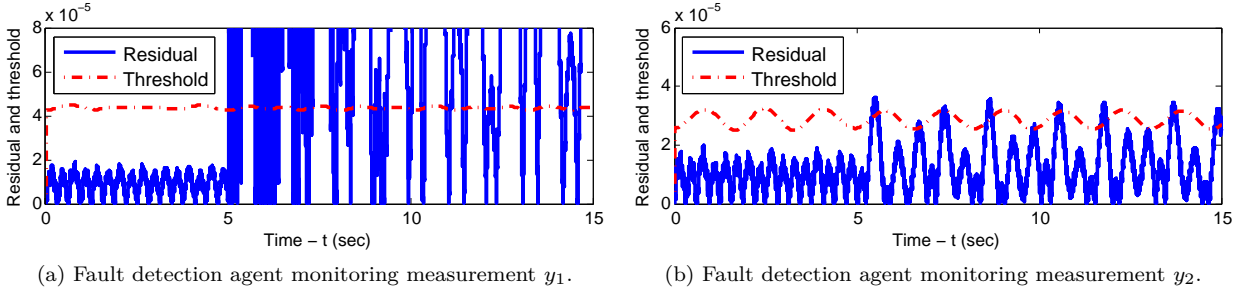 x 10⁻⁵
8
6
4
2
0
0
5
10
15
Residual and threshold
Time − t (sec)
Residual
Threshold
(a) Fault detection agent monitoring measurement y₁.
x 10⁻⁵
6
4
2
0
0
5
10
15
Residual and threshold
Time − t (sec)
Residual
Threshold
(b) Fault detection agent monitoring measurement y₂.